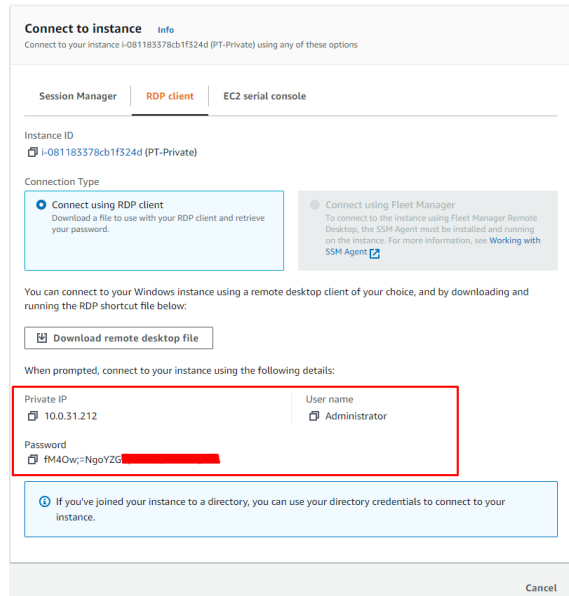 Connect to instance Info
Connect to your instance i-081183378cb1f324d (PT-Private) using any of these options
Session Manager RDP client EC2 serial console
Instance ID
i-081183378cb1f324d (PT-Private)
Connection Type
Connect using RDP client
Download a file to use with your RDP client and retrieve
your password.
Connect using Fleet Manager
To connect to the instance using Fleet Manager Remote
Desktop, the SSM Agent must be installed and running
on the instance. For more information, see Working with
SSM Agent
You can connect to your Windows instance using a remote desktop client of your choice, and by downloading and
running the RDP shortcut file below:
Download remote desktop file
When prompted, connect to your instance using the following details:
Private IP
10.0.31.212
User name
Administrator
Password
fM4Ow;=NgoYZG
If you've joined your instance to a directory, you can use your directory credentials to connect to your
instance.
Cancel